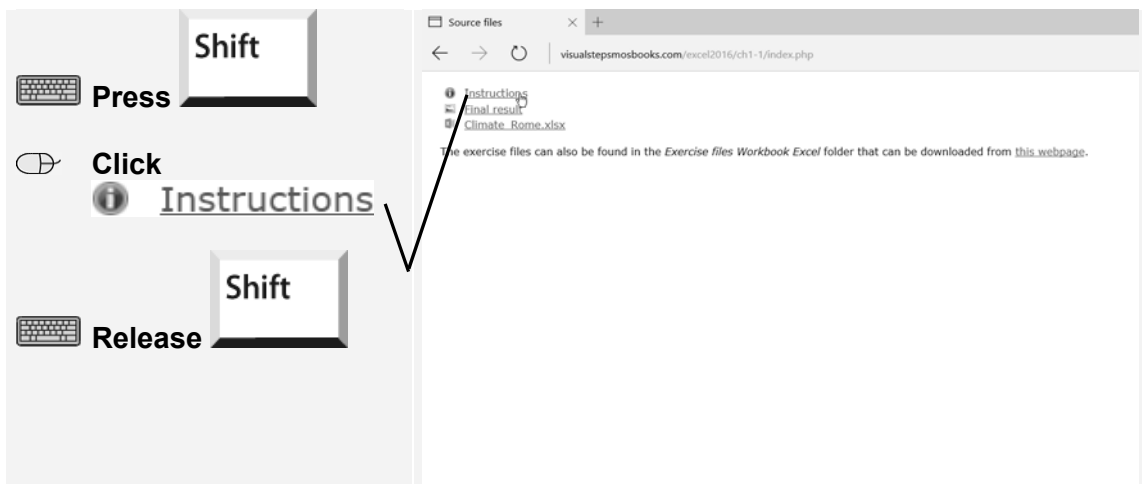 Shift
Press
Click
Instructions
Shift
Release
Source files
visualstepsmosbooks.com/excel2016/ch1-1/index.php
Instructions
Final result
Climate_Rome.xlsx
The exercise files can also be found in the Exercise files Workbook Excel folder that can be downloaded from this webpage.